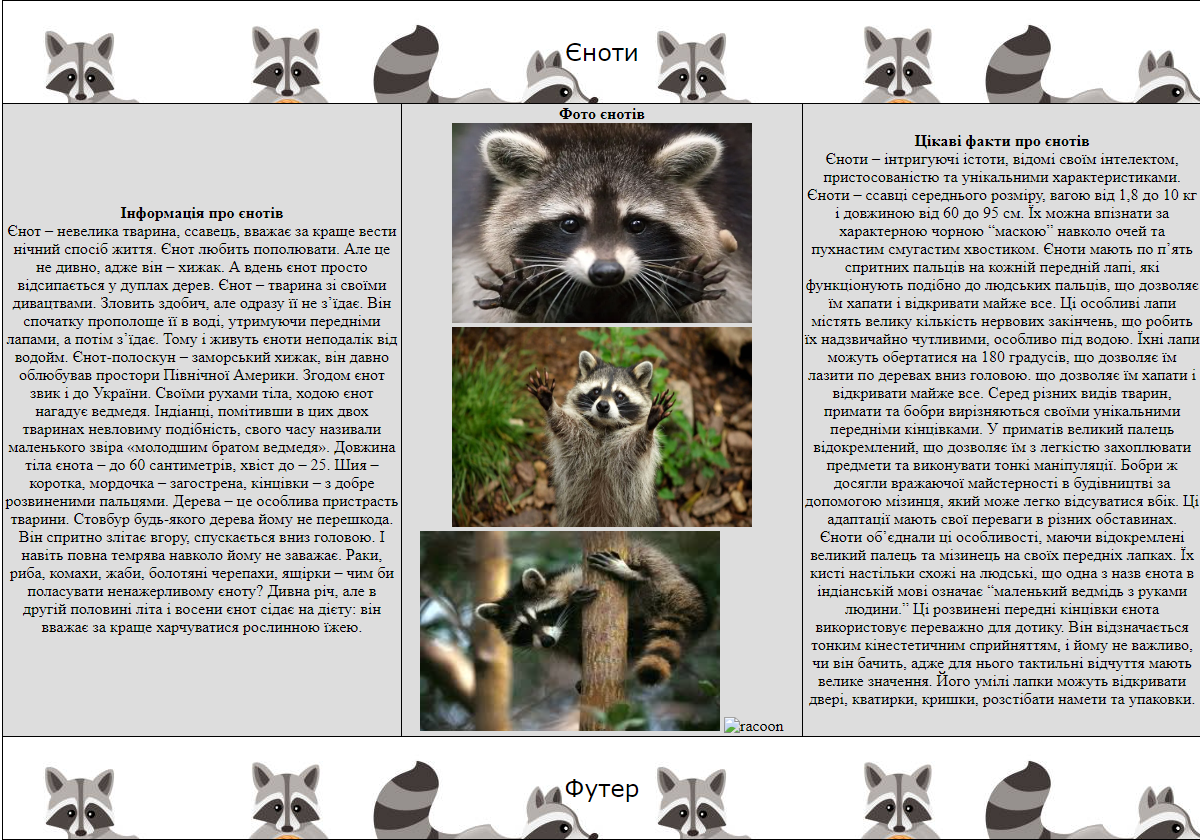 Єноти
Інформація про єнотів
Єнот – невелика тварина, ссавець, вважає за краще вести
нічний спосіб життя. Єнот любить пополювати. Але це
не дивно, адже він – хижак. А вдень єнот просто
відсипається у дуплах дерев. Єнот – тварина зі своїми
дивацтвами. Зловить здобич, але одразу її не з’їдає. Він
спочатку прополоще її в воді, утримуючи передніми
лапами, а потім з’їдає. Тому і живуть єноти неподалік від
водойм. Єнот-полоскун – заморський хижак, він давно
облюбував простори Північної Америки. Згодом єнот
звик і до України. Своїми рухами тіла, ходою єнот
нагадує ведмедя. Індіанці, помітивши в цих двох
тваринах невловиму подібність, свого часу називали
маленького звіра «молодшим братом ведмедя». Довжина
тіла єнота – до 60 сантиметрів, хвіст до – 25. Шия –
коротка, мордочка – загострена, кінцівки – з добре
розвиненими пальцями. Дерева – це особлива пристрасть
тварини. Стовбур будь-якого дерева йому не перешкода.
Він спритно злітає вгору, спускається вниз головою. І
навіть повна темрява навколо йому не заважає. Раки,
риба, комахи, жаби, болотяні черепахи, ящірки – чим би
поласувати ненажерливому єноту? Дивна річ, але в
другій половині літа і восени єнот сідає на дієту: він
вважає за краще харчуватися рослинною їжею.
Фото єнотів
racoon
Цікаві факти про єнотів
Єноти – інтригуючі істоти, відомі своїм інтелектом,
пристосованістю та унікальними характеристиками.
Єноти – ссавці середнього розміру, вагою від 1,8 до 10 кг
і довжиною від 60 до 95 см. Їх можна впізнати за
характерною чорною “маскою” навколо очей та
пухнастим смугастим хвостиком. Єноти мають по п’ять
спритних пальців на кожній передній лапі, які
функціонують подібно до людських пальців, що дозволяє
їм хапати і відкривати майже все. Ці особливі лапи
містять велику кількість нервових закінчень, що робить
їх надзвичайно чутливими, особливо під водою. Їхні лапи
можуть обертатися на 180 градусів, що дозволяє їм
лазити по деревах вниз головою. що дозволяє їм хапати і
відкривати майже все. Серед різних видів тварин,
примати та бобри вирізняються своїми унікальними
передніми кінцівками. У приматів великий палець
відокремлений, що дозволяє їм з легкістю захоплювати
предмети та виконувати тонкі маніпуляції. Бобри ж
досягли вражаючої майстерності в будівництві за
допомогою мізинця, який може легко відсуватися вбік. Ці
адаптації мають свої переваги в різних обставинах.
Єноти об’єднали ці особливості, маючи відокремлені
великий палець та мізинець на своїх передніх лапках. Їх
кисті настільки схожі на людські, що одна з назв єнота в
індіанській мові означає “маленький ведмідь з руками
людини.” Ці розвинені передні кінцівки єнота
використовує переважно для дотику. Він відзначається
тонким кінестетичним сприйняттям, і йому не важливо,
чи він бачить, адже для нього тактильні відчуття мають
велике значення. Його умілі лапки можуть відкривати
двері, кватирки, кришки, розстібати намети та упаковки.
Футер